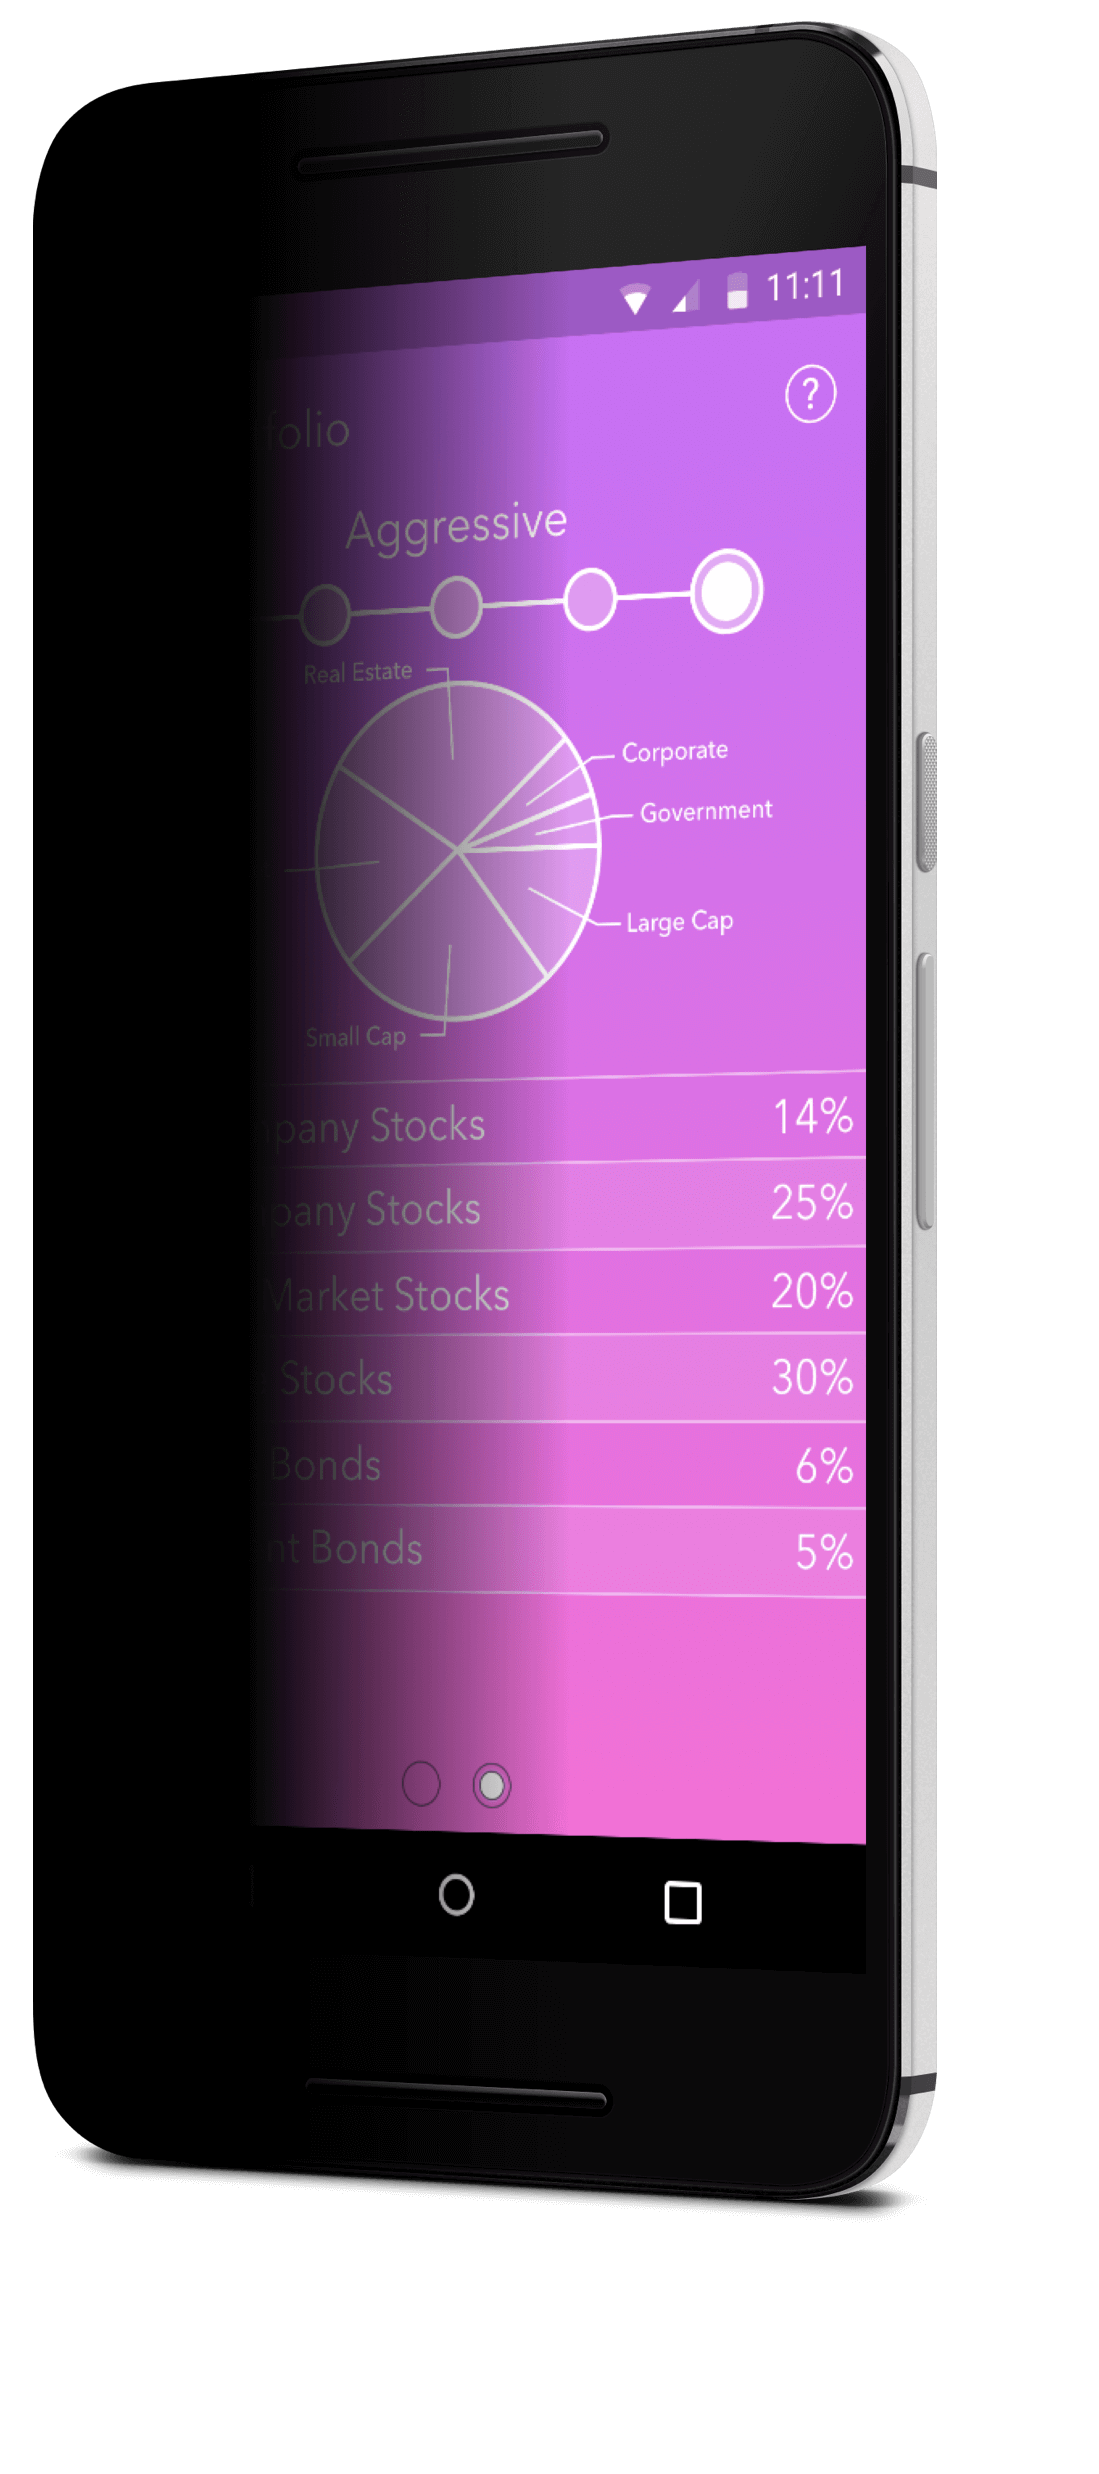 11:11
?
folio
Aggressive
Real Estate
Corporate
Government
Large Cap
Small Cap
pany Stocks 14%
pany Stocks 25%
Market Stocks 20%
Stocks 30%
Bonds 6%
nt Bonds 5%